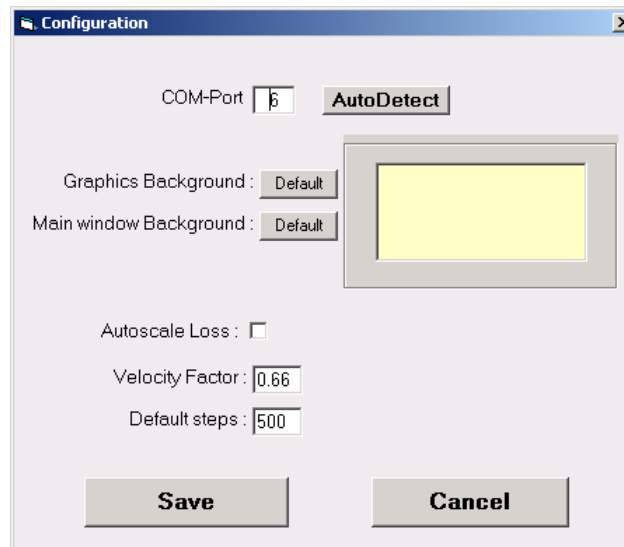 Configuration
COM-Port 6 AutoDetect
Graphics Background : Default
Main window Background : Default
Autoscale Loss :
Velocity Factor : 0.66
Default steps : 500
Save Cancel